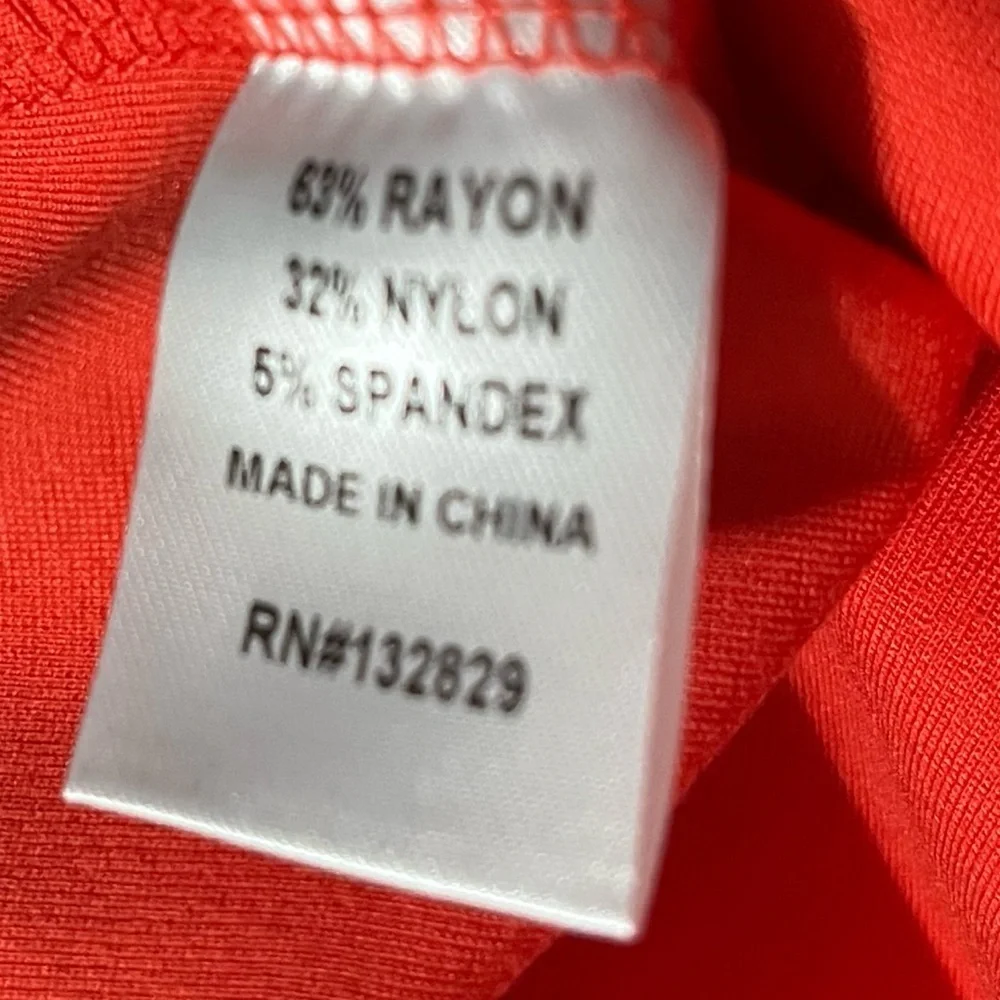 63% RAYON
32% NYLON
5% SPANDEX
MADE IN CHINA
RN#132829